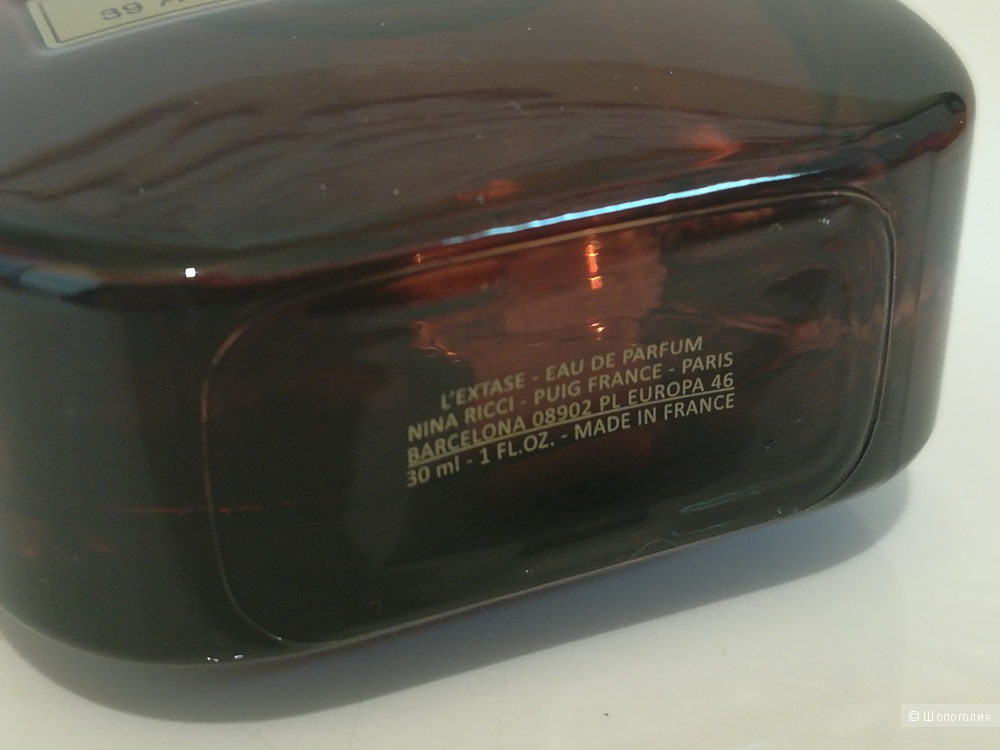 39 A
L'EXTASE - EAU DE PARFUM
NINA RICCI - PUIG FRANCE - PARIS
BARCELONA 08902 PL EUROPA 46
30 ml - 1 FL.OZ. - MADE IN FRANCE
© Шопоголик